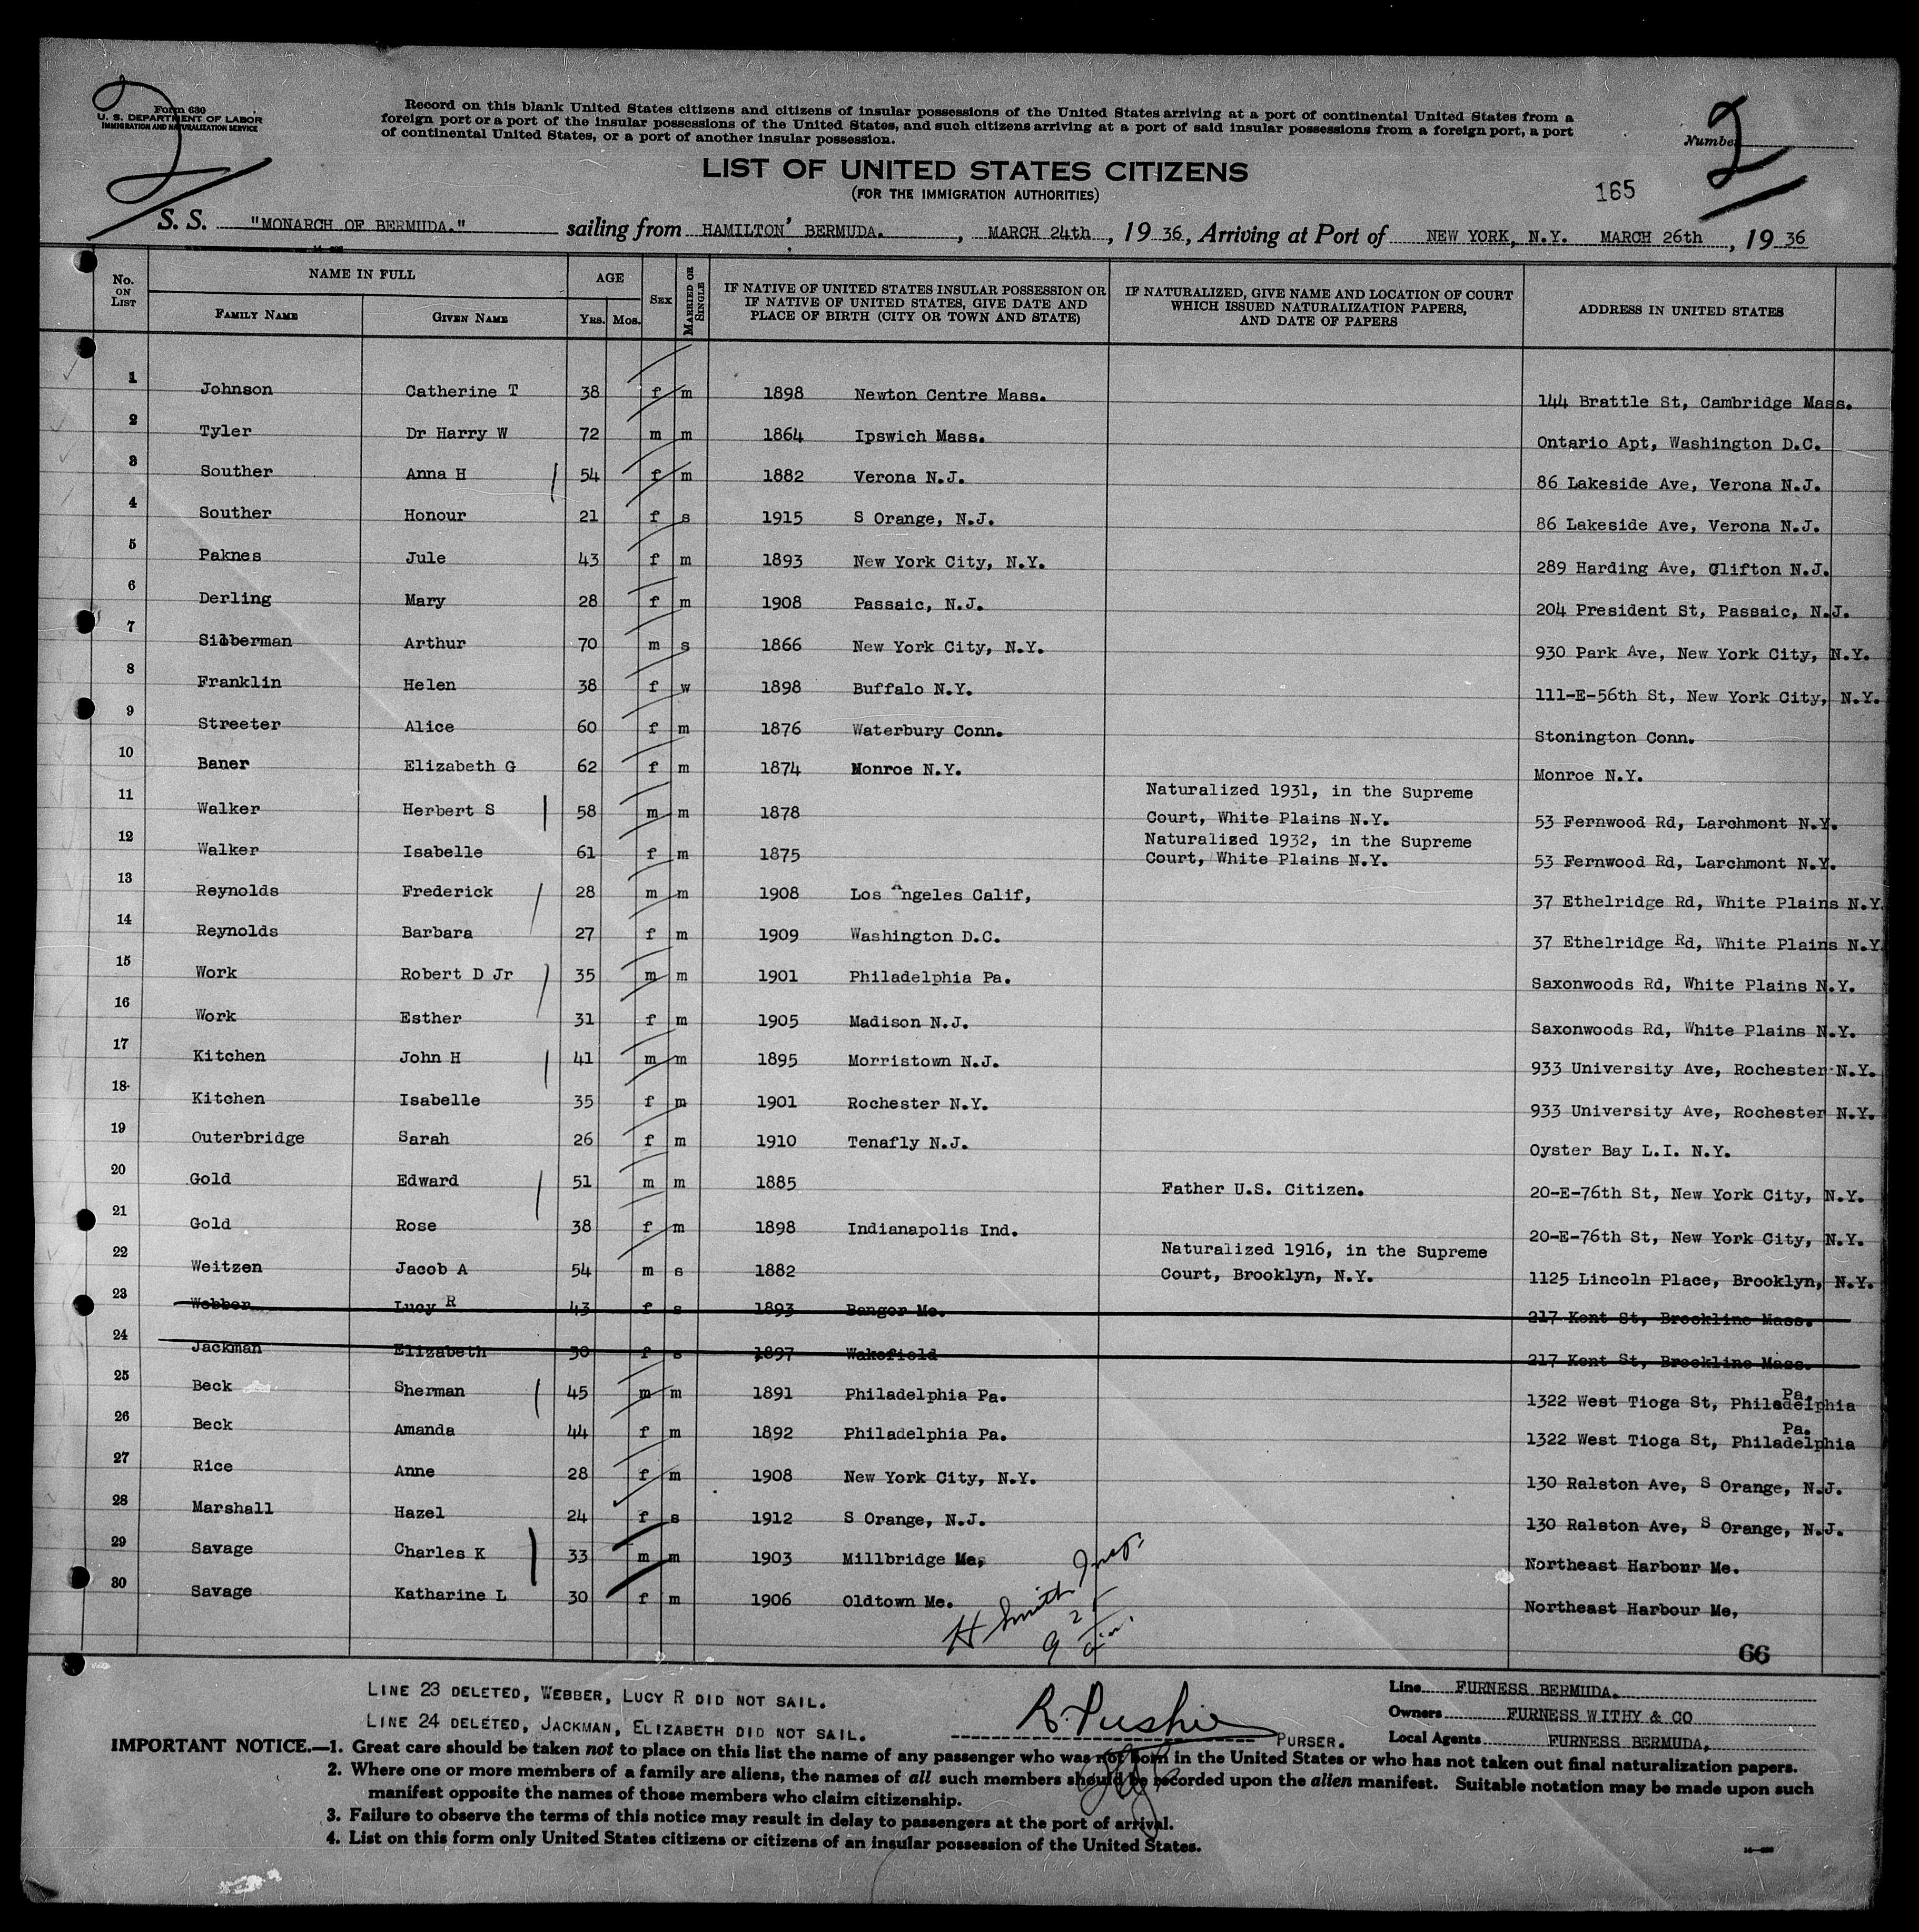 Form 630
U. S. DEPARTMENT OF LABOR
IMMIGRATION AND NATURALIZATION SERVICE
2
Record on this blank United States citizens and citizens of insular possessions of the United States arriving at a port of continental United States from a
foreign port or a port of the insular possessions of the United States, and such citizens arriving at a port of said insular possessions from a foreign port, a port
of continental United States, or a port of another insular possession.
Number 2
LIST OF UNITED STATES CITIZENS
(FOR THE IMMIGRATION AUTHORITIES)
165
S. S. "MONARCH OF BERMUDA." sailing from HAMILTON' BERMUDA. , MARCH 24th , 19 36, Arriving at Port of NEW YORK, N.Y. MARCH 26th , 19 36
No. ON LIST NAME IN FULL FAMILY NAME GIVEN NAME AGE YRS. MOS. SEX MARRIED OR SINGLE IF NATIVE OF UNITED STATES INSULAR POSSESSION OR IF NATIVE OF UNITED STATES, GIVE DATE AND PLACE OF BIRTH (CITY OR TOWN AND STATE) IF NATURALIZED, GIVE NAME AND LOCATION OF COURT WHICH ISSUED NATURALIZATION PAPERS, AND DATE OF PAPERS ADDRESS IN UNITED STATES
1 Johnson Catherine T 38 f m 1898 Newton Centre Mass. 144 Brattle St, Cambridge Mass.
2 Tyler Dr Harry W 72 m m 1864 Ipswich Mass. Ontario Apt, Washington D.C.
3 Souther Anna H 54 f m 1882 Verona N.J. 86 Lakeside Ave, Verona N.J.
4 Souther Honour 21 f s 1915 S Orange, N.J. 86 Lakeside Ave, Verona N.J.
5 Paknes Jule 43 f m 1893 New York City, N.Y. 289 Harding Ave, Clifton N.J.
6 Derling Mary 28 f m 1908 Passaic, N.J. 204 President St, Passaic, N.J.
7 Silberman Arthur 70 m s 1866 New York City, N.Y. 930 Park Ave, New York City, N.Y.
8 Franklin Helen 38 f w 1898 Buffalo N.Y. 111-E-56th St, New York City, N.Y.
9 Streeter Alice 60 f m 1876 Waterbury Conn. Stonington Conn.
10 Baner Elizabeth G 62 f m 1874 Monroe N.Y. Monroe N.Y.
11 Walker Herbert S 58 m m 1878 Naturalized 1931, in the Supreme Court, White Plains N.Y. 53 Fernwood Rd, Larchmont N.Y.
12 Walker Isabelle 61 f m 1875 Naturalized 1932, in the Supreme Court, White Plains N.Y. 53 Fernwood Rd, Larchmont N.Y.
13 Reynolds Frederick 28 m m 1908 Los Angeles Calif, 37 Ethelridge Rd, White Plains N.Y.
14 Reynolds Barbara 27 f m 1909 Washington D.C. 37 Ethelridge Rd, White Plains N.Y.
15 Work Robert D Jr 35 m m 1901 Philadelphia Pa. Saxonwoods Rd, White Plains N.Y.
16 Work Esther 31 f m 1905 Madison N.J. Saxonwoods Rd, White Plains N.Y.
17 Kitchen John H 41 m m 1895 Morristown N.J. 933 University Ave, Rochester N.Y.
18 Kitchen Isabelle 35 f m 1901 Rochester N.Y. 933 University Ave, Rochester N.Y.
19 Outerbridge Sarah 26 f m 1910 Tenafly N.J. Oyster Bay L.I. N.Y.
20 Gold Edward 51 m m 1885 Father U.S. Citizen. 20-E-76th St, New York City, N.Y.
21 Gold Rose 38 f m 1898 Indianapolis Ind. 20-E-76th St, New York City, N.Y.
22 Weitzen Jacob A 54 m s 1882 Naturalized 1916, in the Supreme Court, Brooklyn, N.Y. 1125 Lincoln Place, Brooklyn, N.Y.
23 Webber Lucy R 43 f s 1893 Bangor Me. 217 Kent St, Brookline Mass.
24 Jackman Elizabeth f s 1897 Wakefield 217 Kent St, Brookline Mass.
25 Beck Sherman 45 m m 1891 Philadelphia Pa. 1322 West Tioga St, Philadelphia Pa.
26 Beck Amanda 44 f m 1892 Philadelphia Pa. 1322 West Tioga St, Philadelphia Pa.
27 Rice Anne 28 f m 1908 New York City, N.Y. 130 Ralston Ave, S Orange, N.J.
28 Marshall Hazel 24 f s 1912 S Orange, N.J. 130 Ralston Ave, S Orange, N.J.
29 Savage Charles K 33 m m 1903 Millbridge Me, Northeast Harbour Me.
30 Savage Katharine L 30 f m 1906 Oldtown Me. Northeast Harbour Me,
H Smith Insp.
66
LINE 23 DELETED, WEBBER, LUCY R DID NOT SAIL.
LINE 24 DELETED, JACKMAN, ELIZABETH DID NOT SAIL.
PURSER.
Line FURNESS BERMUDA.
Owners FURNESS WITHY & CO
Local Agents FURNESS BERMUDA,
IMPORTANT NOTICE.—1. Great care should be taken not to place on this list the name of any passenger who was not born in the United States or who has not taken out final naturalization papers.
2. Where one or more members of a family are aliens, the names of all such members should be recorded upon the alien manifest. Suitable notation may be made upon such
manifest opposite the names of those members who claim citizenship.
3. Failure to observe the terms of this notice may result in delay to passengers at the port of arrival.
4. List on this form only United States citizens or citizens of an insular possession of the United States.